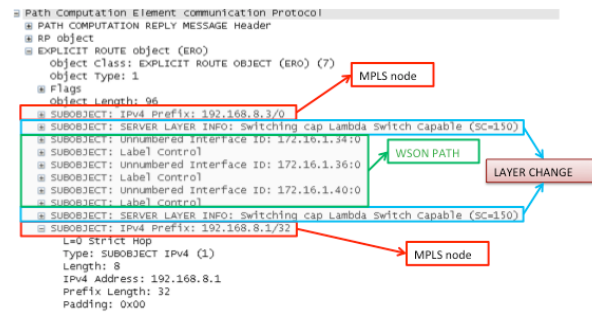 Path Computation Element communication Protocol
PATH COMPUTATION REPLY MESSAGE Header
RP object
EXPLICIT ROUTE object (ERO)
Object Class: EXPLICIT ROUTE OBJECT (ERO) (7)
Object Type: 1
Flags
Object Length: 96
MPLS node
SUBOBJECT: IPv4 Prefix: 192.168.8.3/0
SUBOBJECT: SERVER LAYER INFO: Switching cap Lambda Switch Capable (SC=150)
SUBOBJECT: Unnumbered Interface ID: 172.16.1.34:0
SUBOBJECT: Label Control
WSON PATH
SUBOBJECT: Unnumbered Interface ID: 172.16.1.36:0
SUBOBJECT: Label Control
LAYER CHANGE
SUBOBJECT: Unnumbered Interface ID: 172.16.1.40:0
SUBOBJECT: Label Control
SUBOBJECT: SERVER LAYER INFO: Switching cap Lambda Switch Capable (SC=150)
SUBOBJECT: IPv4 Prefix: 192.168.8.1/32
L=0 Strict Hop
Type: SUBOBJECT IPv4 (1)
MPLS node
Length: 8
IPv4 Address: 192.168.8.1
Prefix Length: 32
Padding: 0x00